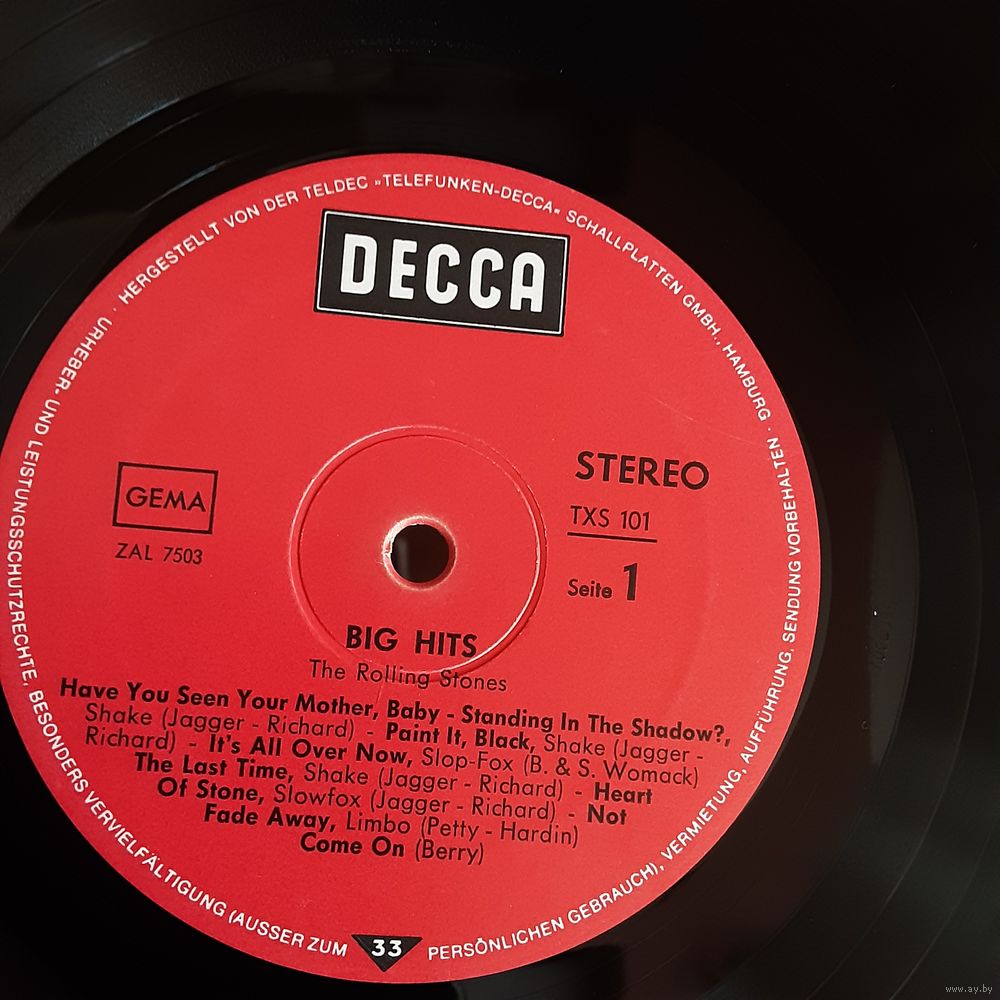 HERGESTELLT VON DER TELDEC »TELEFUNKEN-DECCA« SCHALLPLATTEN GMBH., HAMBURG · URHEBER- UND LEISTUNGSSCHUTZRECHTE, BESONDERS VERVIELFÄLTIGUNG (AUSSER ZUM PERSÖNLICHEN GEBRAUCH), VERMIETUNG, AUFFÜHRUNG, SENDUNG VORBEHALTEN ·
DECCA
GEMA
ZAL 7503
STEREO
TXS 101
Seite 1
BIG HITS
The Rolling Stones
Have You Seen Your Mother, Baby - Standing In The Shadow?,
Shake (Jagger - Richard) - Paint It, Black, Shake (Jagger -
Richard) - It's All Over Now, Slop-Fox (B. & S. Womack)
The Last Time, Shake (Jagger - Richard) - Heart
Of Stone, Slowfox (Jagger - Richard) - Not
Fade Away, Limbo (Petty - Hardin)
Come On (Berry)
33
www.ay.by